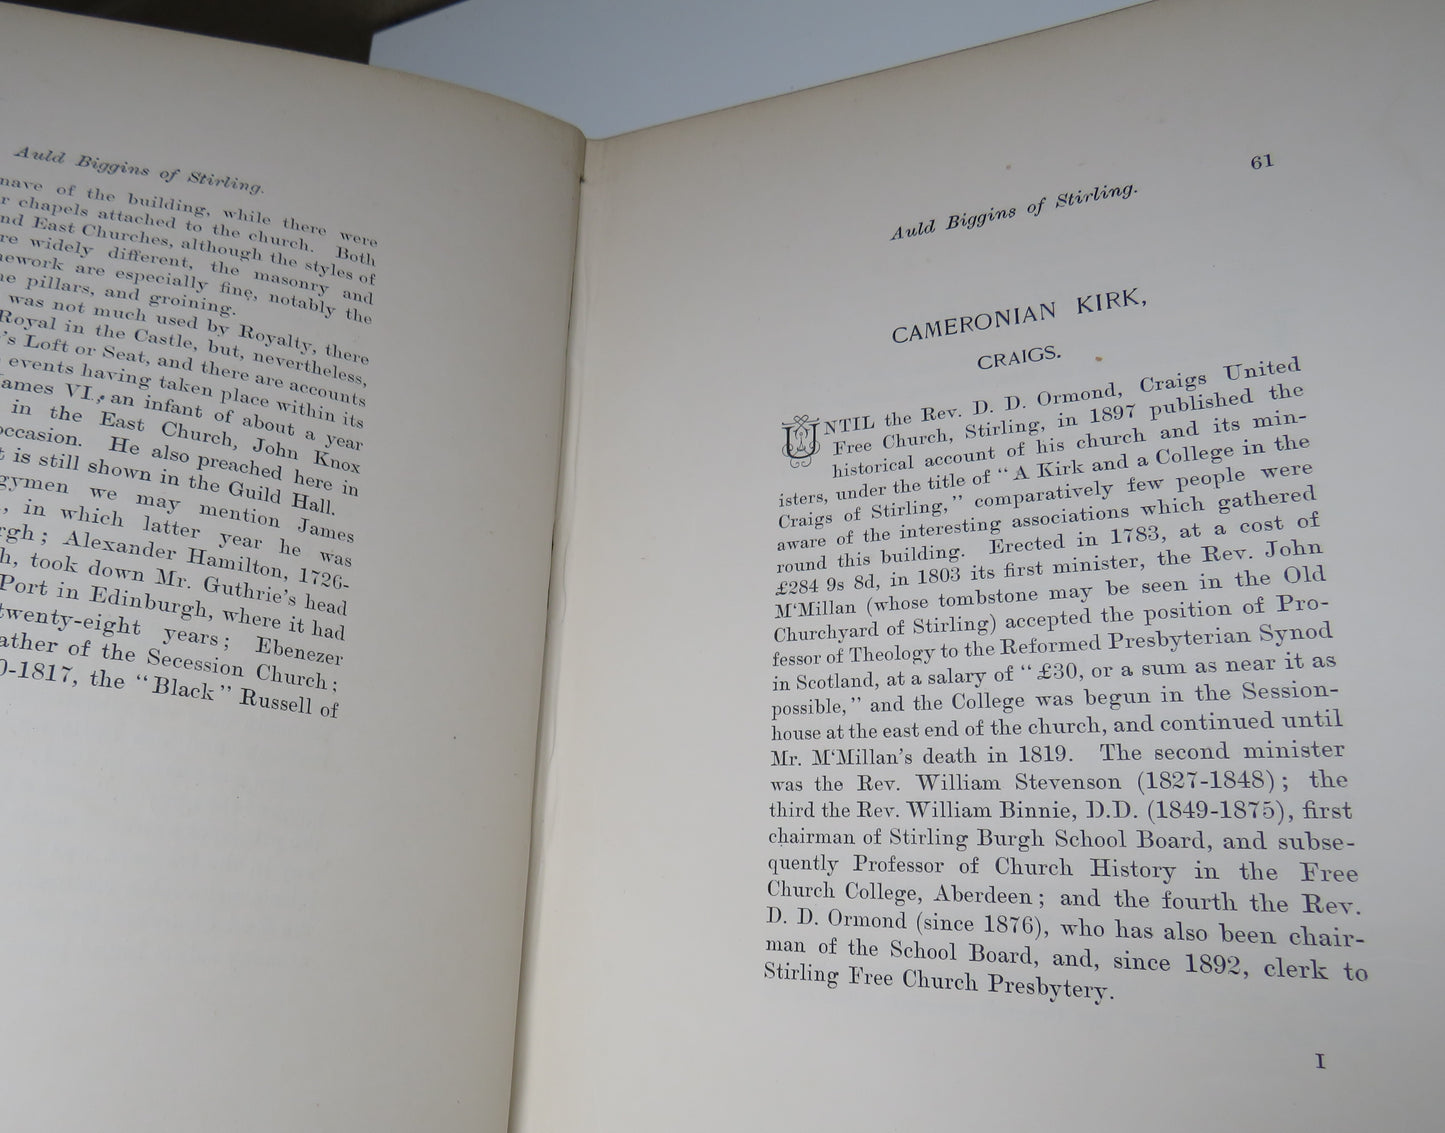 Auld Biggins of Stirling.
nave of the building, while there were
chapels attached to the church. Both
East Churches, although the styles of
widely different, the masonry and
are especially fine, notably the
pillars, and groining.
was not much used by Royalty, there
Royal in the Castle, but, nevertheless,
Loft or Seat, and there are accounts
events having taken place within its
VI., an infant of about a year
in the East Church, John Knox
He also preached here in
is still shown in the Guild Hall.
we may mention James
, in which latter year he was
; Alexander Hamilton, 1726-
, took down Mr. Guthrie's head
Port in Edinburgh, where it had
twenty-eight years; Ebenezer
of the Secession Church;
-1817, the "Black" Russell of
61
Auld Biggins of Stirling.
CAMERONIAN KIRK,
CRAIGS.
UNTIL the Rev. D. D. Ormond, Craigs United
Free Church, Stirling, in 1897 published the
historical account of his church and its min-
isters, under the title of "A Kirk and a College in the
Craigs of Stirling," comparatively few people were
aware of the interesting associations which gathered
round this building. Erected in 1783, at a cost of
£284 9s 8d, in 1803 its first minister, the Rev. John
M‘Millan (whose tombstone may be seen in the Old
Churchyard of Stirling) accepted the position of Pro-
fessor of Theology to the Reformed Presbyterian Synod
in Scotland, at a salary of "£30, or a sum as near it as
possible," and the College was begun in the Session-
house at the east end of the church, and continued until
Mr. M‘Millan's death in 1819. The second minister
was the Rev. William Stevenson (1827-1848); the
third the Rev. William Binnie, D.D. (1849-1875), first
chairman of Stirling Burgh School Board, and subse-
quently Professor of Church History in the Free
Church College, Aberdeen; and the fourth the Rev.
D. D. Ormond (since 1876), who has also been chair-
man of the School Board, and, since 1892, clerk to
Stirling Free Church Presbytery.
I